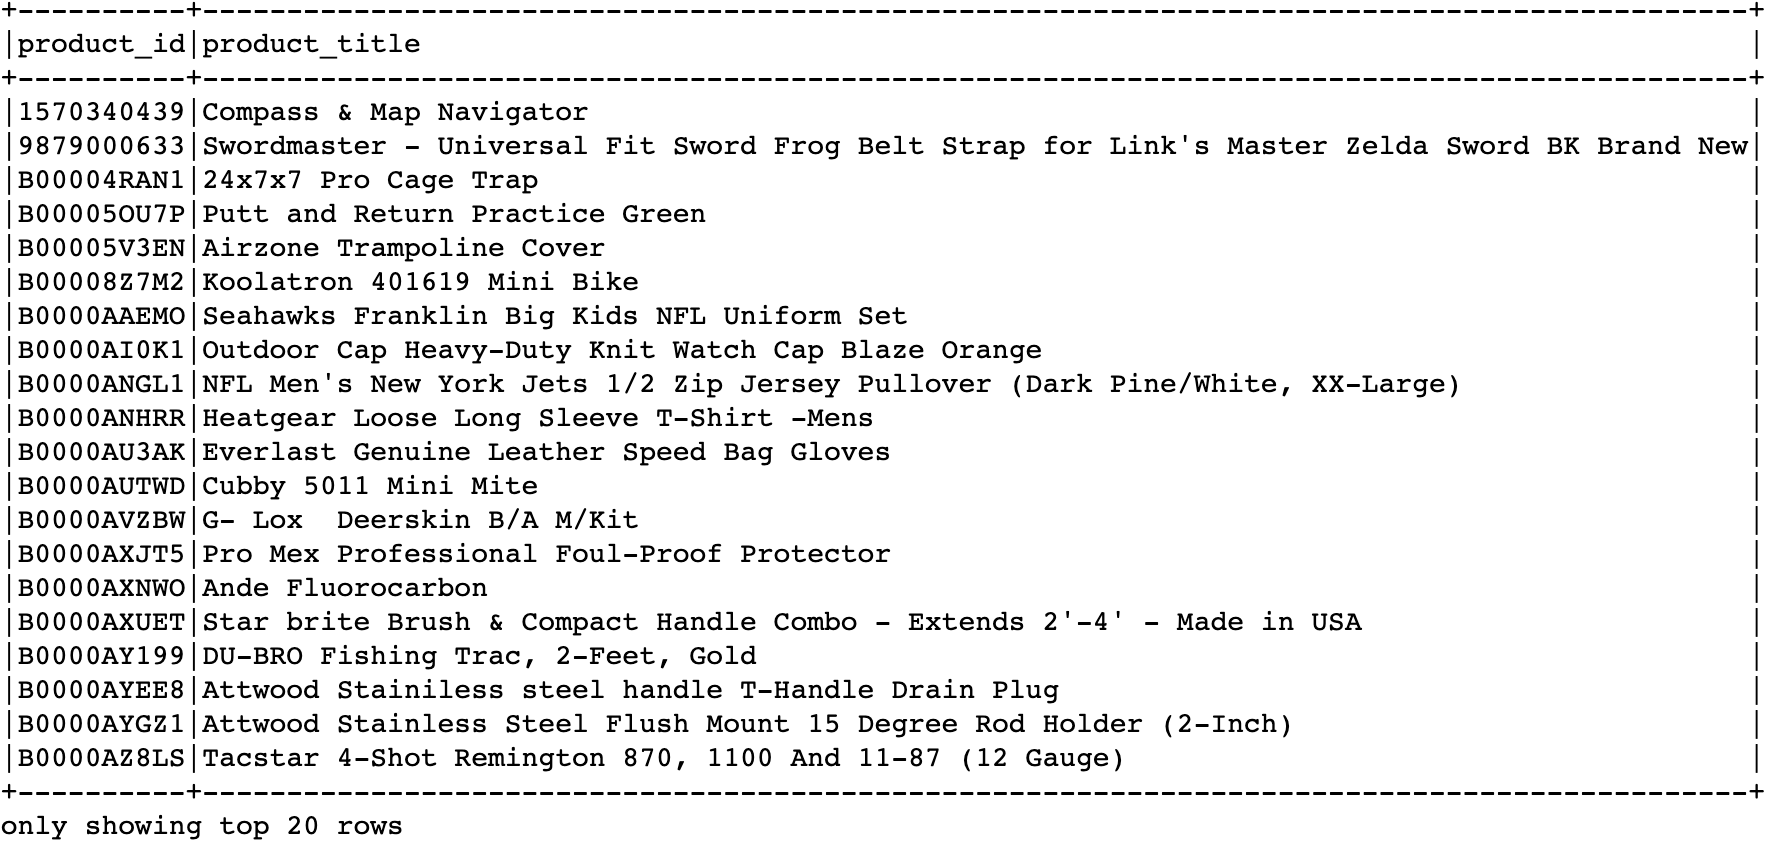 +----------+--------------------------------------------------------------------------------------------+
|product_id|product_title                                                                               |
+----------+--------------------------------------------------------------------------------------------+
|1570340439|Compass & Map Navigator                                                                     |
|9879000633|Swordmaster - Universal Fit Sword Frog Belt Strap for Link's Master Zelda Sword BK Brand New|
|B00004RAN1|24x7x7 Pro Cage Trap                                                                        |
|B00005OU7P|Putt and Return Practice Green                                                              |
|B00005V3EN|Airzone Trampoline Cover                                                                    |
|B00008Z7M2|Koolatron 401619 Mini Bike                                                                  |
|B0000AAEMO|Seahawks Franklin Big Kids NFL Uniform Set                                                  |
|B0000AI0K1|Outdoor Cap Heavy-Duty Knit Watch Cap Blaze Orange                                          |
|B0000ANGL1|NFL Men's New York Jets 1/2 Zip Jersey Pullover (Dark Pine/White, XX-Large)                 |
|B0000ANHRR|Heatgear Loose Long Sleeve T-Shirt -Mens                                                    |
|B0000AU3AK|Everlast Genuine Leather Speed Bag Gloves                                                   |
|B0000AUTWD|Cubby 5011 Mini Mite                                                                        |
|B0000AVZBW|G- Lox  Deerskin B/A M/Kit                                                                  |
|B0000AXJT5|Pro Mex Professional Foul-Proof Protector                                                   |
|B0000AXNWO|Ande Fluorocarbon                                                                           |
|B0000AXUET|Star brite Brush & Compact Handle Combo - Extends 2'-4' - Made in USA                       |
|B0000AY199|DU-BRO Fishing Trac, 2-Feet, Gold                                                           |
|B0000AYEE8|Attwood Stainiless steel handle T-Handle Drain Plug                                         |
|B0000AYGZ1|Attwood Stainless Steel Flush Mount 15 Degree Rod Holder (2-Inch)                           |
|B0000AZ8LS|Tacstar 4-Shot Remington 870, 1100 And 11-87 (12 Gauge)                                     |
+----------+--------------------------------------------------------------------------------------------+
only showing top 20 rows